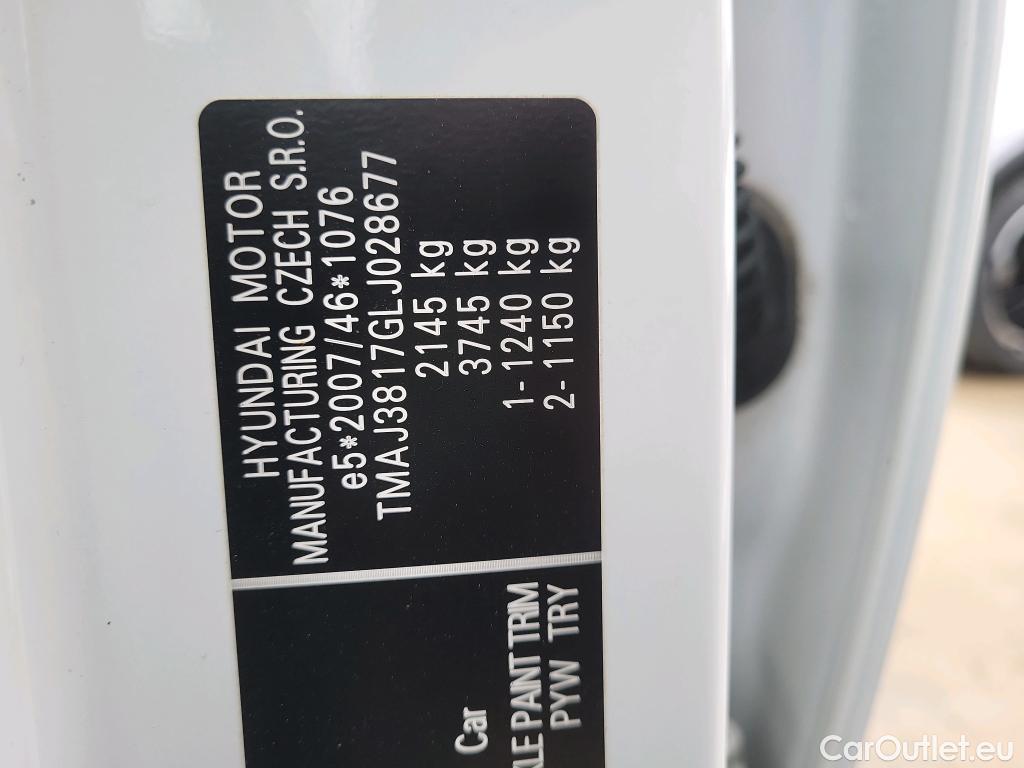 HYUNDAI MOTOR
MANUFACTURING CZECH S.R.O.
e5*2007/46*1076
TMAJ3817GLJ028677
2145 kg
3745 kg
1- 1240 kg
2- 1150 kg
Car
PAINT TRIM
PYW TRY
CarOutlet.eu